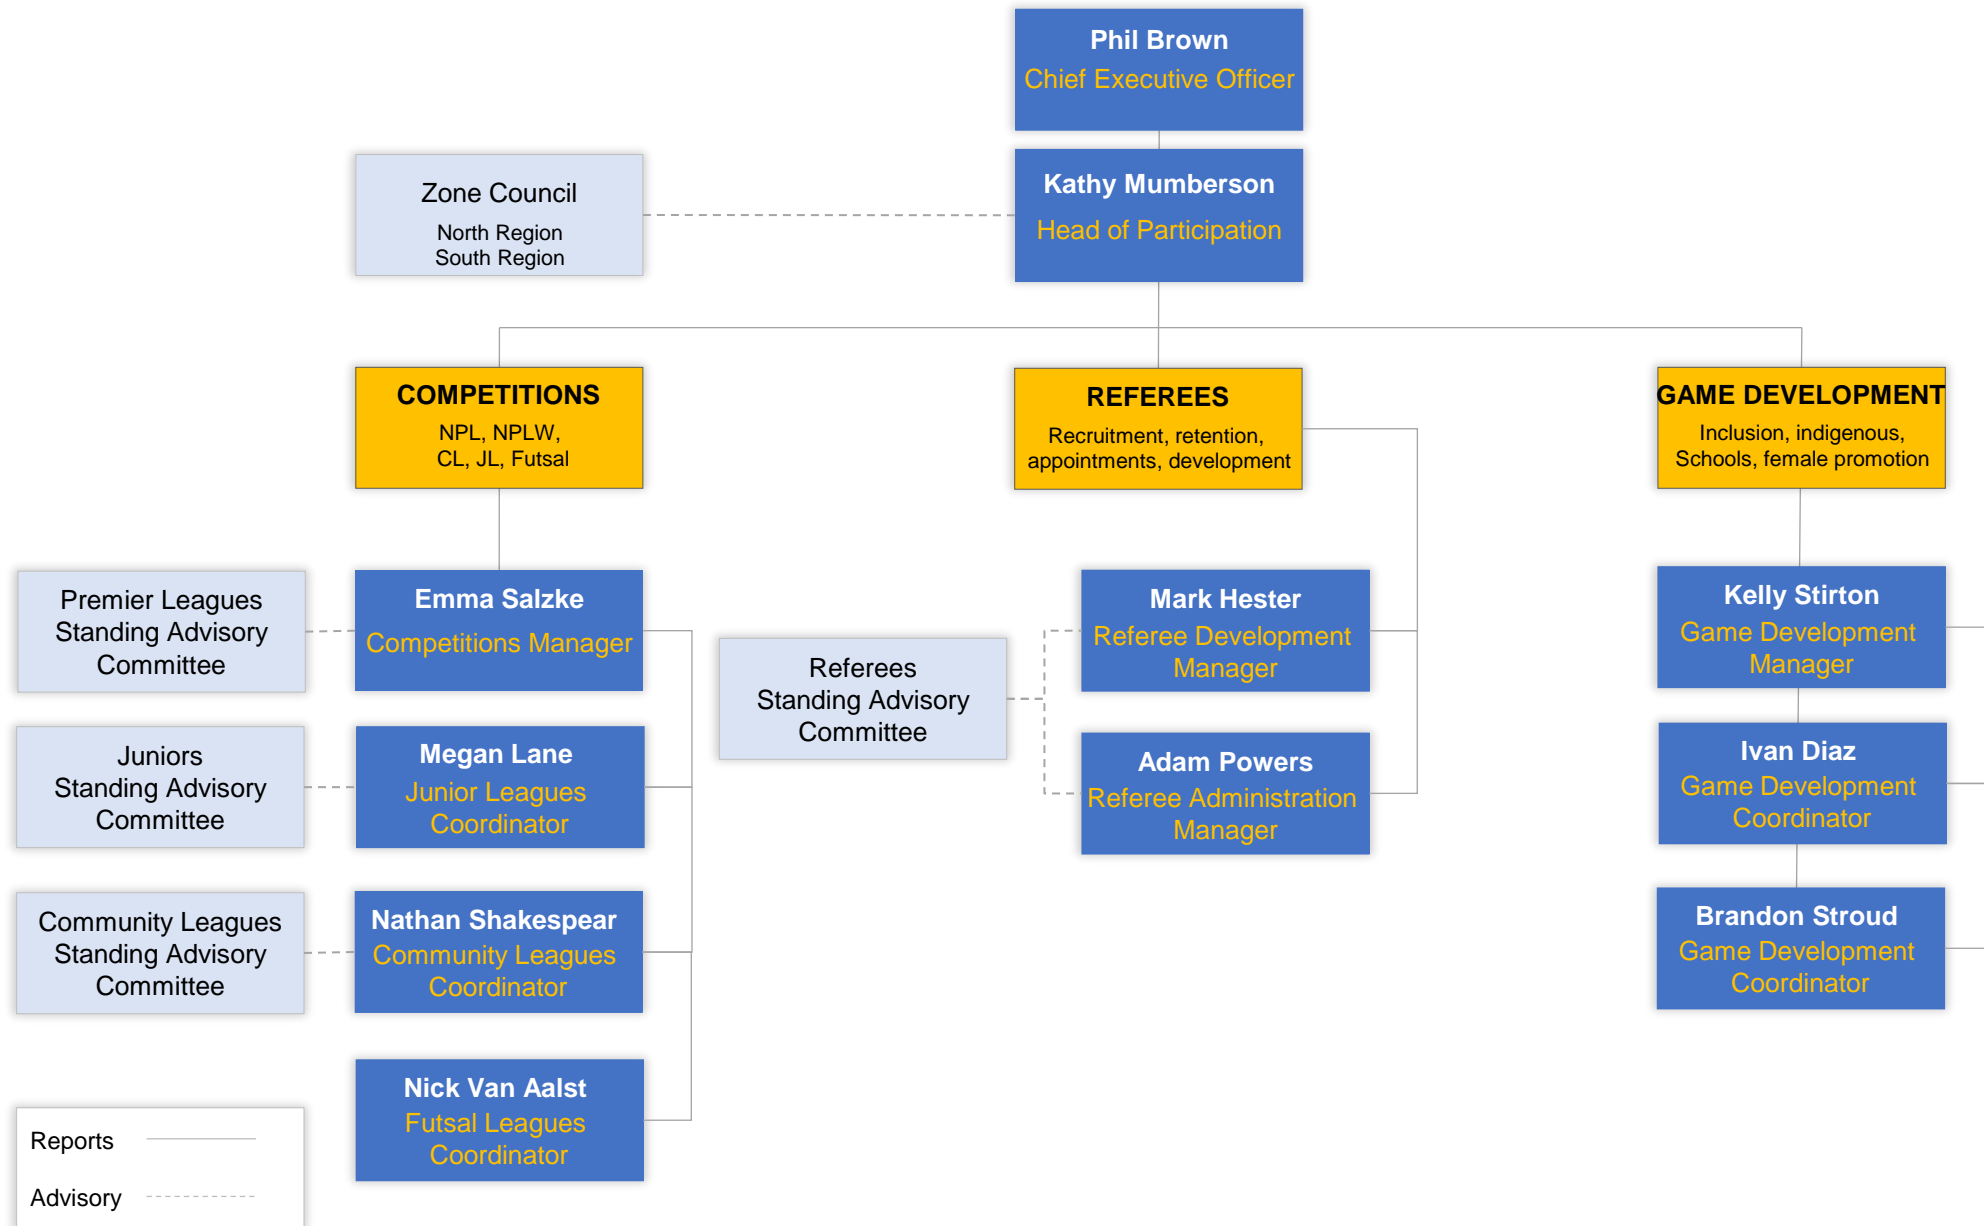 Phil Brown
Chief Executive Officer
Zone Council
North Region
South Region
Kathy Mumberson
Head of Participation
COMPETITIONS
NPL, NPLW,
CL, JL, Futsal
REFEREES
Recruitment, retention,
appointments, development
GAME DEVELOPMENT
Inclusion, indigenous,
Schools, female promotion
Premier Leagues
Standing Advisory
Committee
Emma Salzke
Competitions Manager
Juniors
Standing Advisory
Committee
Megan Lane
Junior Leagues
Coordinator
Community Leagues
Standing Advisory
Committee
Nathan Shakespear
Community Leagues
Coordinator
Nick Van Aalst
Futsal Leagues
Coordinator
Referees
Standing Advisory
Committee
Mark Hester
Referee Development
Manager
Adam Powers
Referee Administration
Manager
Kelly Stirton
Game Development
Manager
Ivan Diaz
Game Development
Coordinator
Brandon Stroud
Game Development
Coordinator
Reports
Advisory